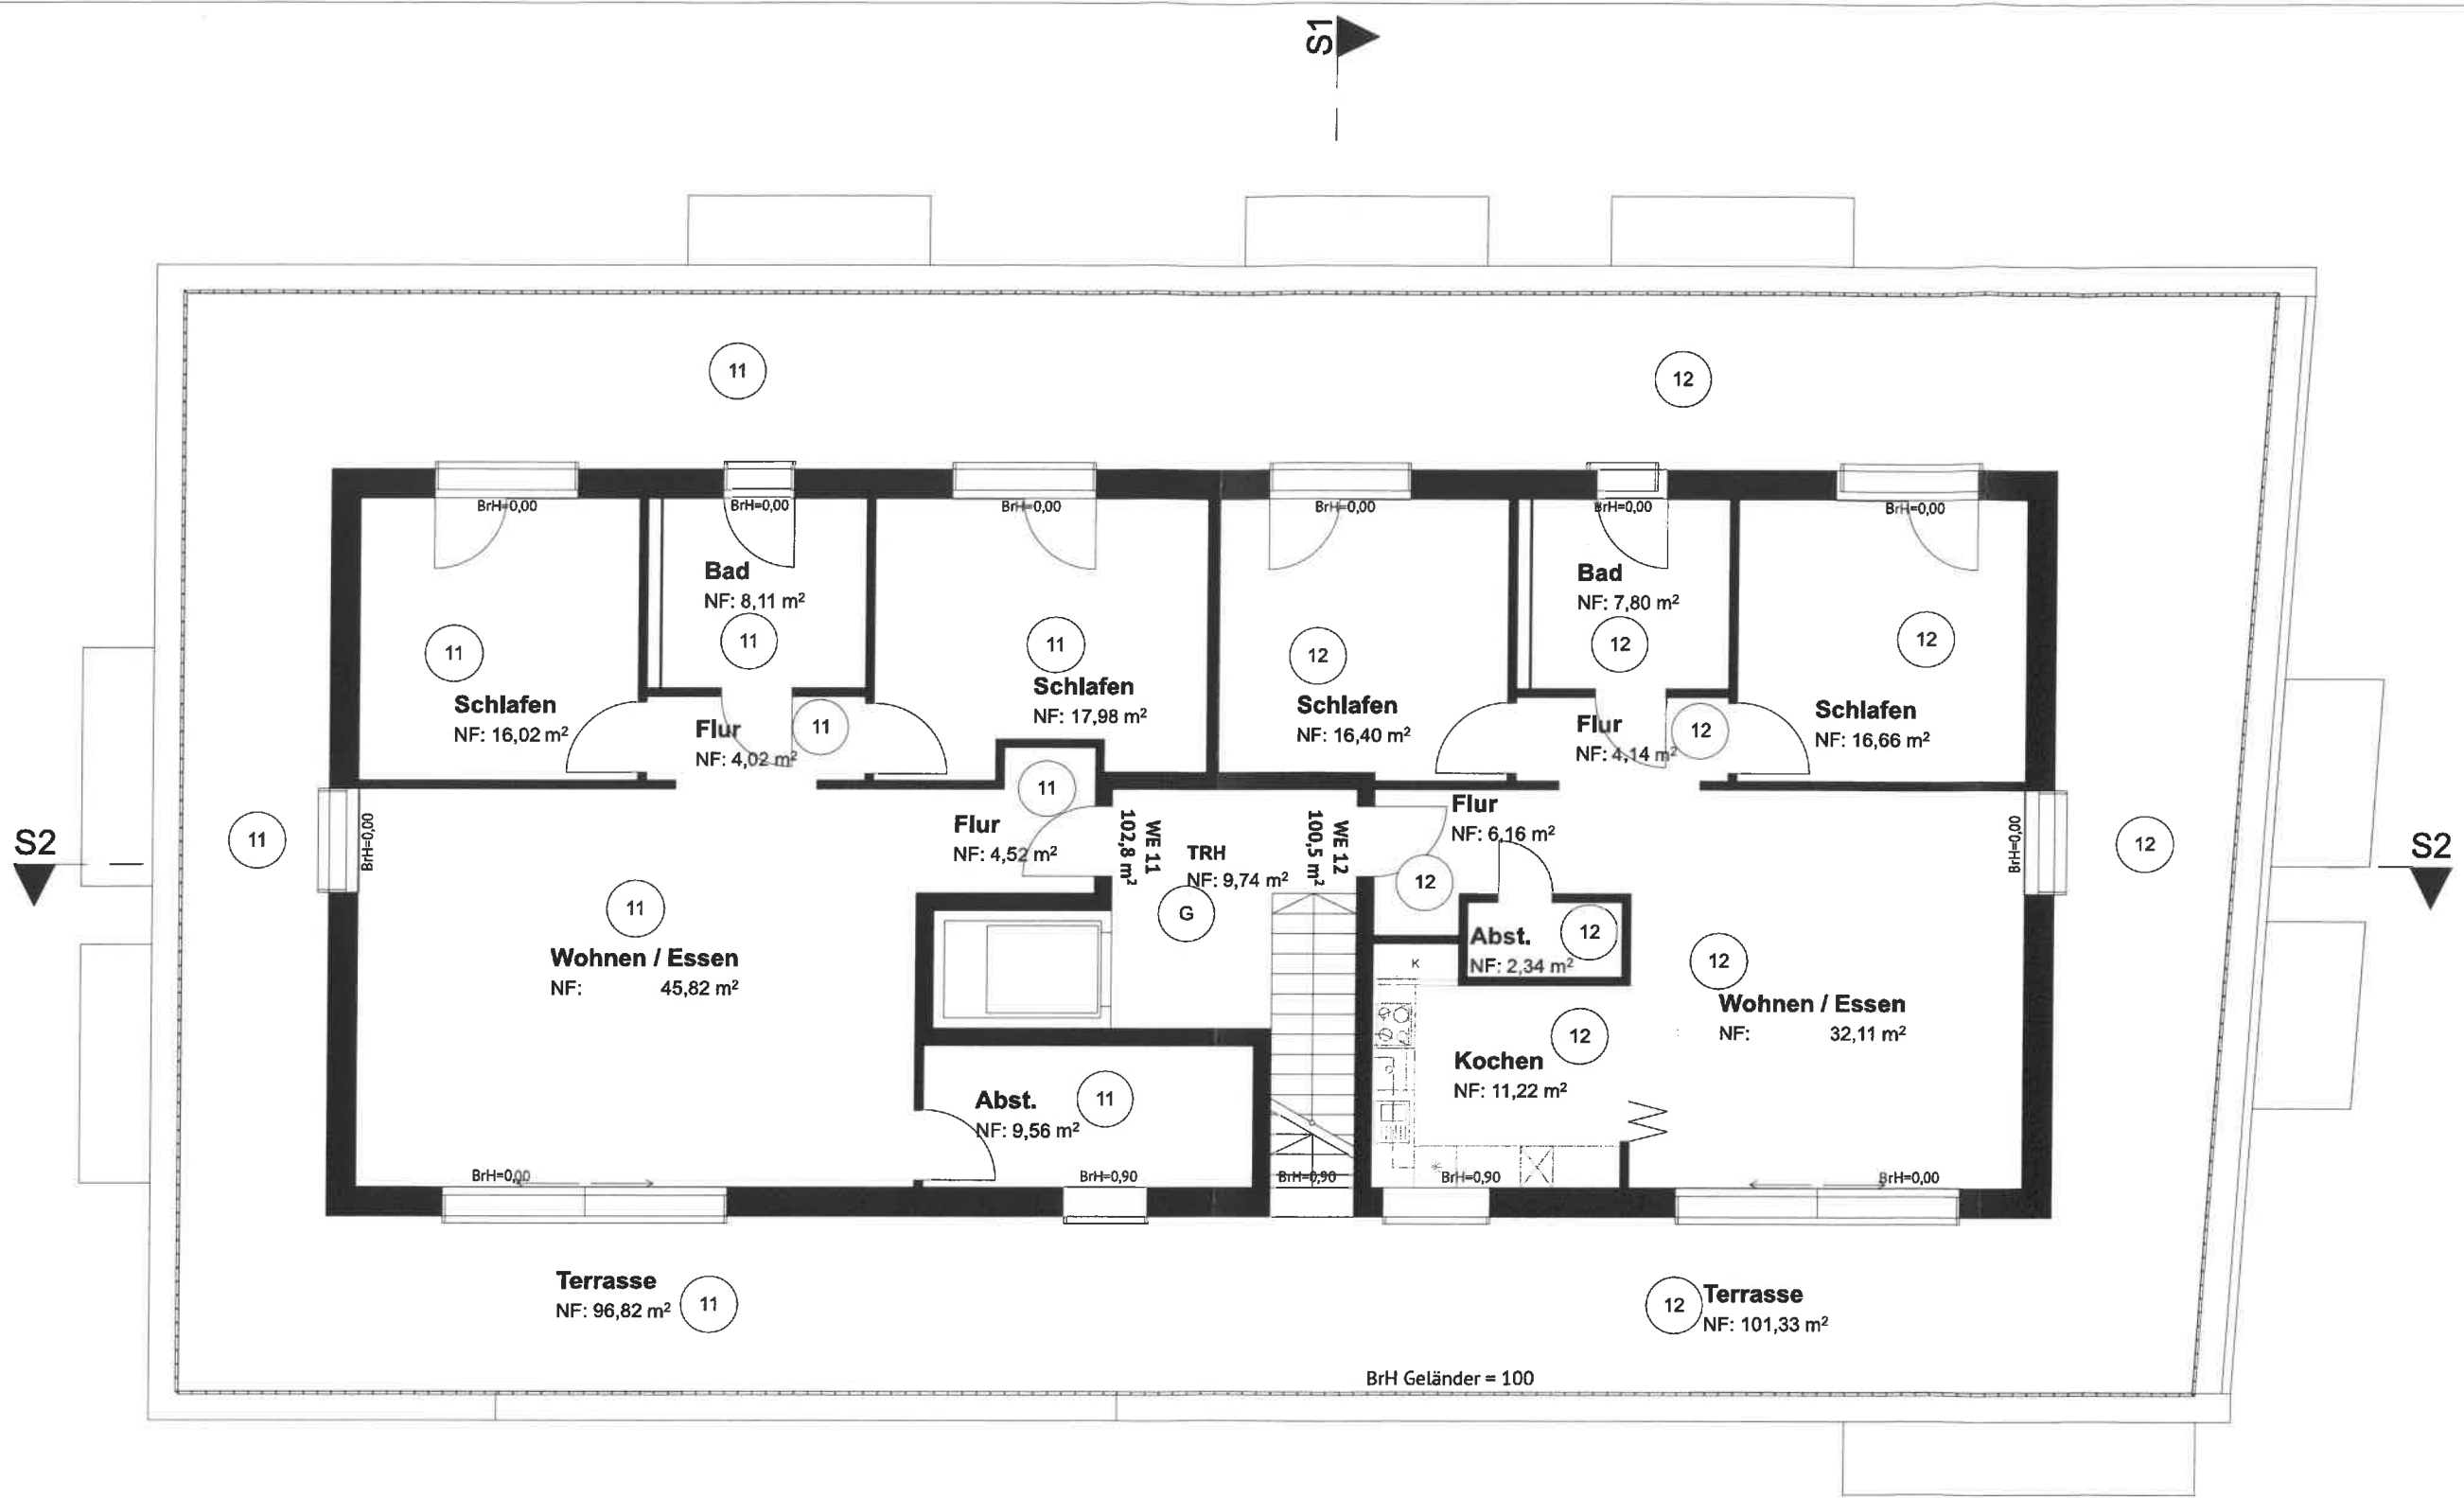 S1
11
12
BrH=0,00
BrH=0,00
BrH=0,00
BrH=0,00
BrH=0,00
BrH=0,00
Bad
NF: 8,11 m²
11
Bad
NF: 7,80 m²
12
11
Schlafen
NF: 16,02 m²
11
Schlafen
NF: 17,98 m²
12
Schlafen
NF: 16,40 m²
12
Schlafen
NF: 16,66 m²
Flur
NF: 4,02 m²
11
Flur
NF: 4,14 m²
12
S2
11
BrH=0,00
11
Flur
NF: 4,52 m²
WE 11
102,8 m²
TRH
NF: 9,74 m²
G
WE 12
100,5 m²
Flur
NF: 6,16 m²
12
BrH=0,00
12
S2
11
Wohnen / Essen
NF: 45,82 m²
Abst.
NF: 2,34 m²
12
K
12
Wohnen / Essen
NF: 32,11 m²
12
Kochen
NF: 11,22 m²
Abst.
NF: 9,56 m²
11
BrH=0,00
BrH=0,90
BrH=0,90
BrH=0,90
BrH=0,00
Terrasse
NF: 96,82 m²
11
12
Terrasse
NF: 101,33 m²
BrH Geländer = 100